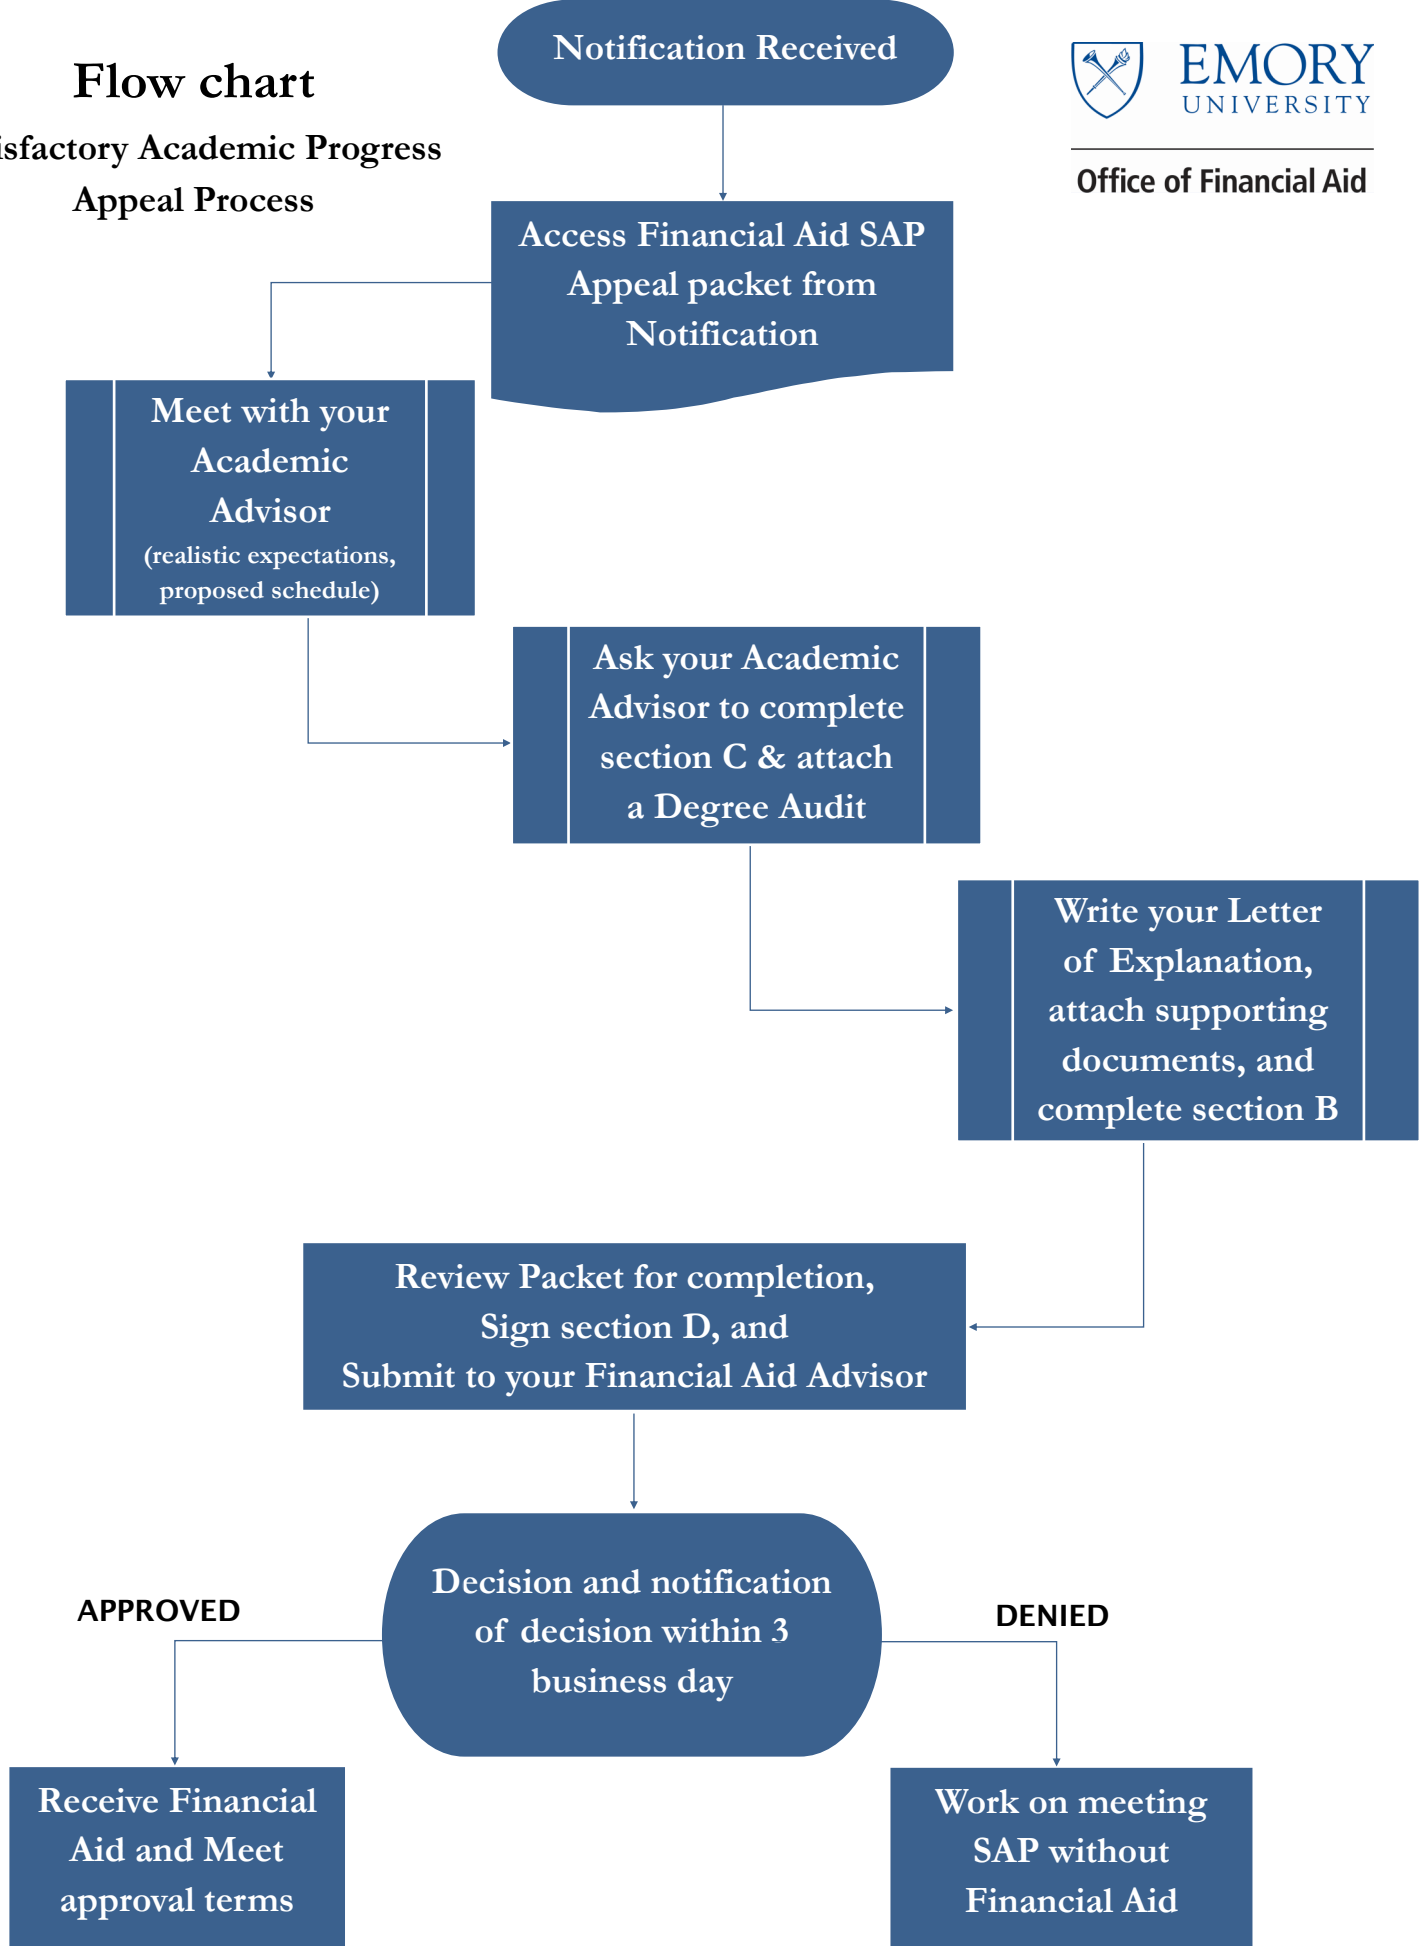 Notification Received
Flow chart
isfactory Academic Progress
Appeal Process
EMORY
UNIVERSITY
Office of Financial Aid
Access Financial Aid SAP
Appeal packet from
Notification
Meet with your
Academic
Advisor
(realistic expectations,
proposed schedule)
Ask your Academic
Advisor to complete
section C & attach
a Degree Audit
Write your Letter
of Explanation,
attach supporting
documents, and
complete section B
Review Packet for completion,
Sign section D, and
Submit to your Financial Aid Advisor
Decision and notification
of decision within 3
business day
APPROVED
DENIED
Receive Financial
Aid and Meet
approval terms
Work on meeting
SAP without
Financial Aid